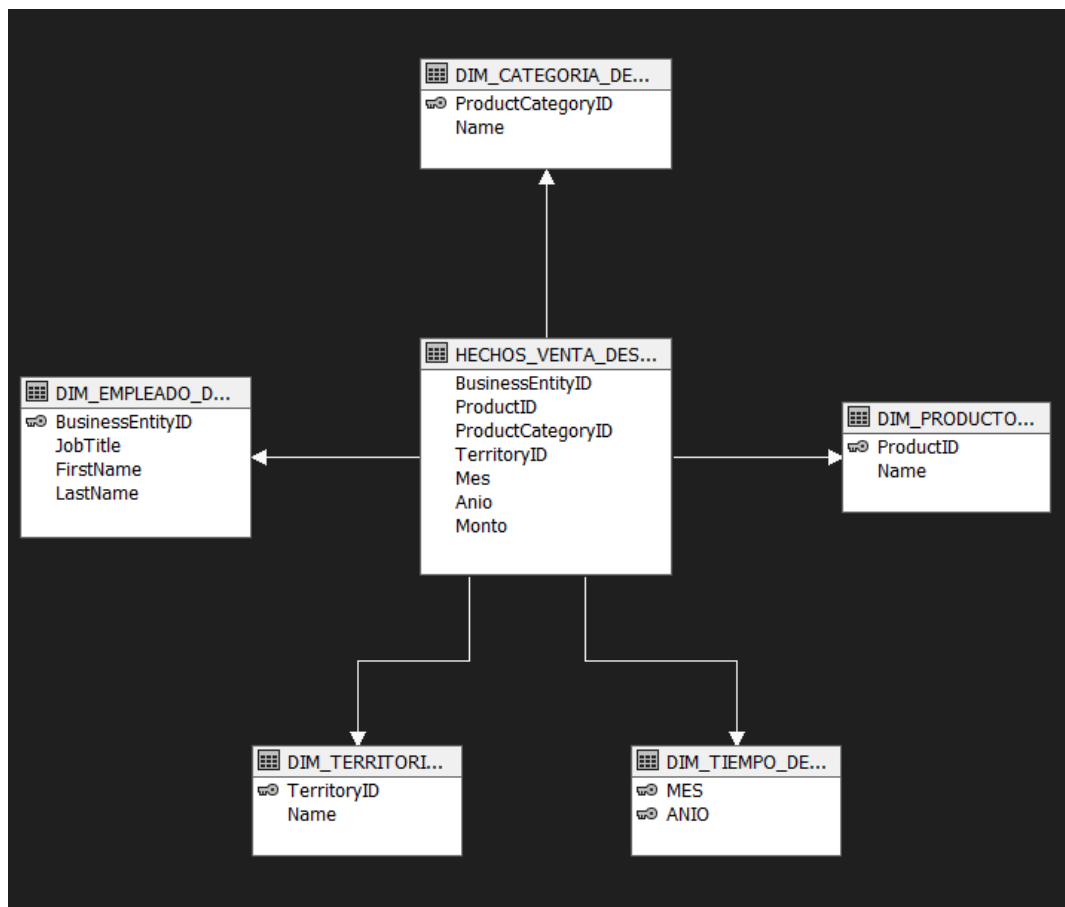 DIM_CATEGORIA_DE...
ProductCategoryID
Name
HECHOS_VENTA_DES...
BusinessEntityID
ProductID
ProductCategoryID
TerritoryID
Mes
Anio
Monto
DIM_EMPLEADO_D...
BusinessEntityID
JobTitle
FirstName
LastName
DIM_PRODUCTO...
ProductID
Name
DIM_TERRITORI...
TerritoryID
Name
DIM_TIEMPO_DE...
MES
ANIO